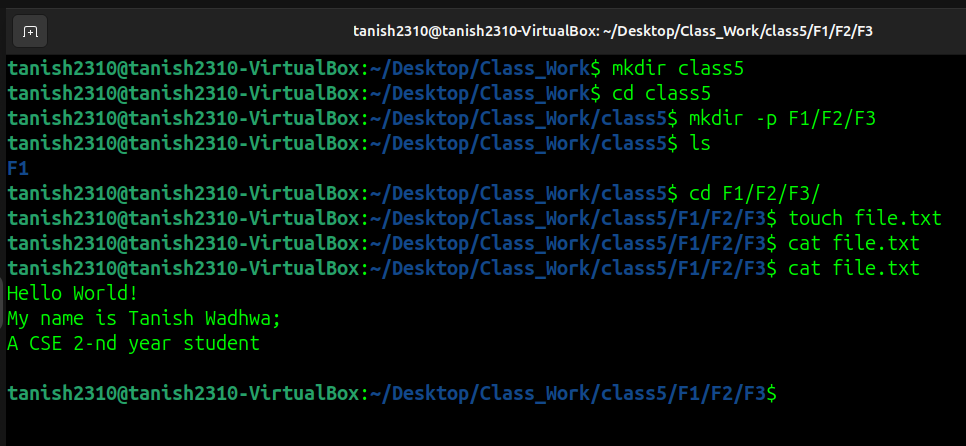 tanish2310@tanish2310-VirtualBox: ~/Desktop/Class_Work/class5/F1/F2/F3
tanish2310@tanish2310-VirtualBox:~/Desktop/Class_Work$ mkdir class5
tanish2310@tanish2310-VirtualBox:~/Desktop/Class_Work$ cd class5
tanish2310@tanish2310-VirtualBox:~/Desktop/Class_Work/class5$ mkdir -p F1/F2/F3
tanish2310@tanish2310-VirtualBox:~/Desktop/Class_Work/class5$ ls
F1
tanish2310@tanish2310-VirtualBox:~/Desktop/Class_Work/class5$ cd F1/F2/F3/
tanish2310@tanish2310-VirtualBox:~/Desktop/Class_Work/class5/F1/F2/F3$ touch file.txt
tanish2310@tanish2310-VirtualBox:~/Desktop/Class_Work/class5/F1/F2/F3$ cat file.txt
tanish2310@tanish2310-VirtualBox:~/Desktop/Class_Work/class5/F1/F2/F3$ cat file.txt
Hello World!
My name is Tanish Wadhwa;
A CSE 2-nd year student
tanish2310@tanish2310-VirtualBox:~/Desktop/Class_Work/class5/F1/F2/F3$